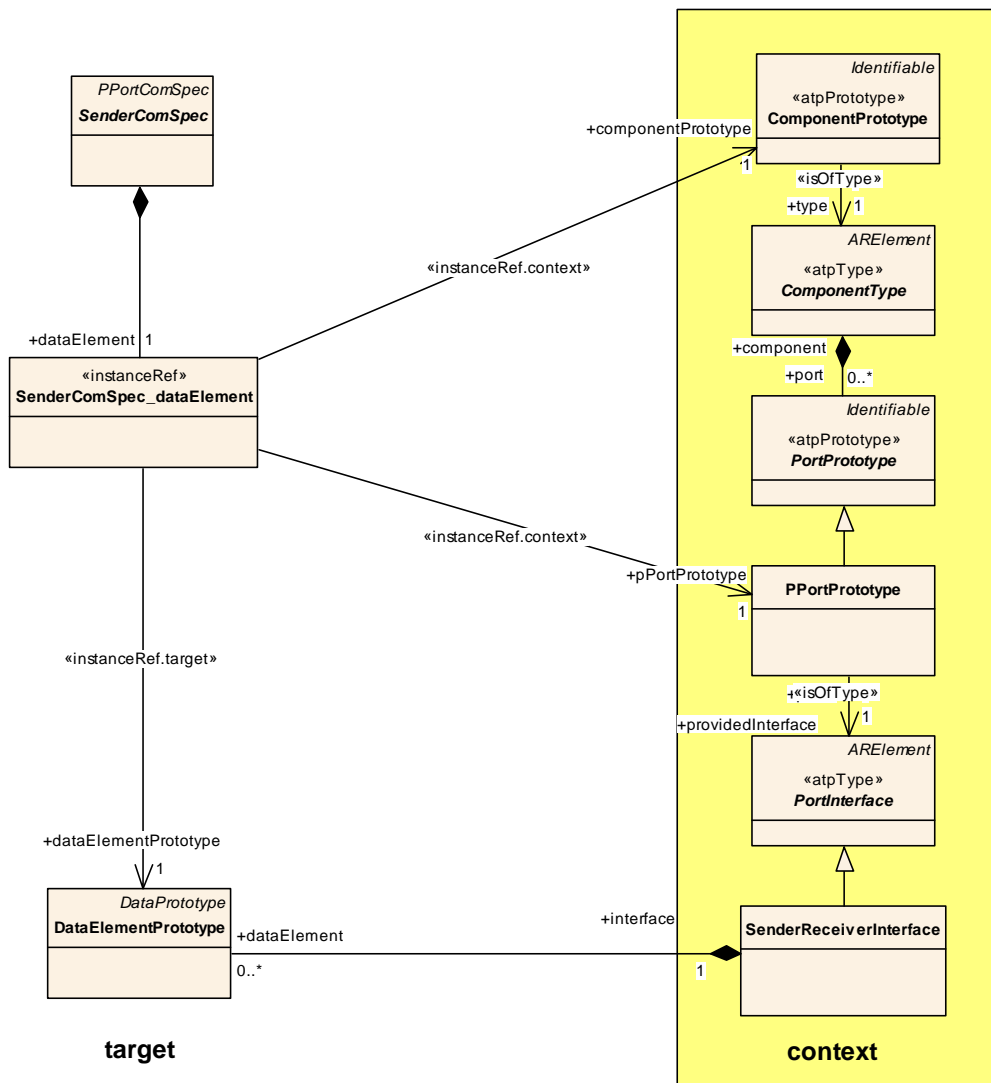 PPortComSpec
SenderComSpec
+dataElement 1
«instanceRef»
SenderComSpec_dataElement
«instanceRef.context»
+componentPrototype
1
«instanceRef.context»
+pPortPrototype
1
«instanceRef.target»
+dataElementPrototype
1
DataPrototype
DataElementPrototype
+dataElement
0..*
+interface
1
target
Identifiable
«atpPrototype»
ComponentPrototype
«isOfType»
+type 1
ARElement
«atpType»
ComponentType
+component
+port 0..*
Identifiable
«atpPrototype»
PortPrototype
PPortPrototype
«isOfType»
1
+providedInterface
ARElement
«atpType»
PortInterface
SenderReceiverInterface
context